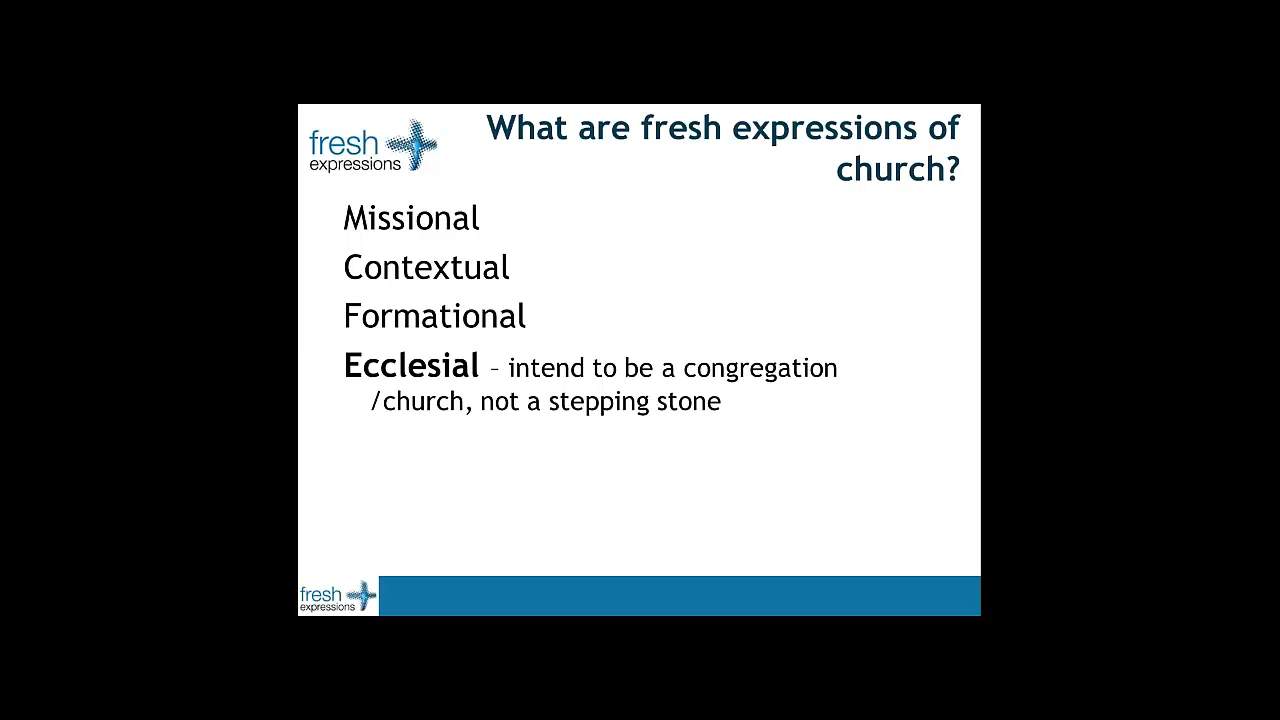 fresh
expressions
What are fresh expressions of
church?
Missional
Contextual
Formational
Ecclesial – intend to be a congregation
/church, not a stepping stone
fresh
expressions